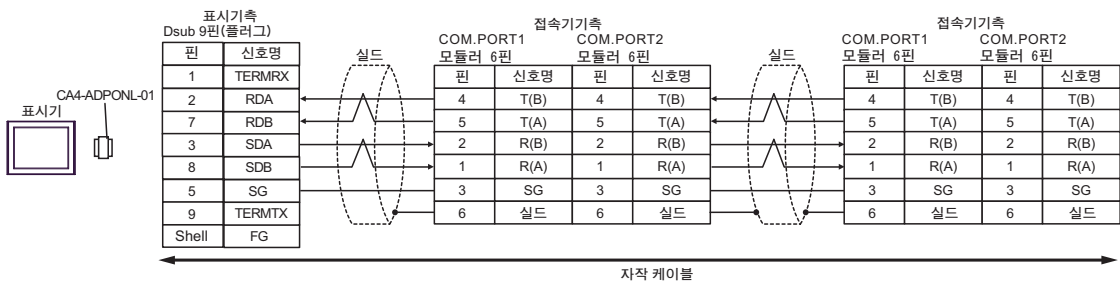 표시기측
Dsub 9핀(플러그)
핀 신호명
1 TERMRX
2 RDA
7 RDB
3 SDA
8 SDB
5 SG
9 TERMTX
Shell FG
표시기
CA4-ADPONL-01
실드
접속기기측
COM.PORT1 COM.PORT2
모듈러 6핀 모듈러 6핀
핀 신호명 핀 신호명
4 T(B) 4 T(B)
5 T(A) 5 T(A)
2 R(B) 2 R(B)
1 R(A) 1 R(A)
3 SG 3 SG
6 실드 6 실드
실드
접속기기측
COM.PORT1 COM.PORT2
모듈러 6핀 모듈러 6핀
핀 신호명 핀 신호명
4 T(B) 4 T(B)
5 T(A) 5 T(A)
2 R(B) 2 R(B)
1 R(A) 1 R(A)
3 SG 3 SG
6 실드 6 실드
자작 케이블